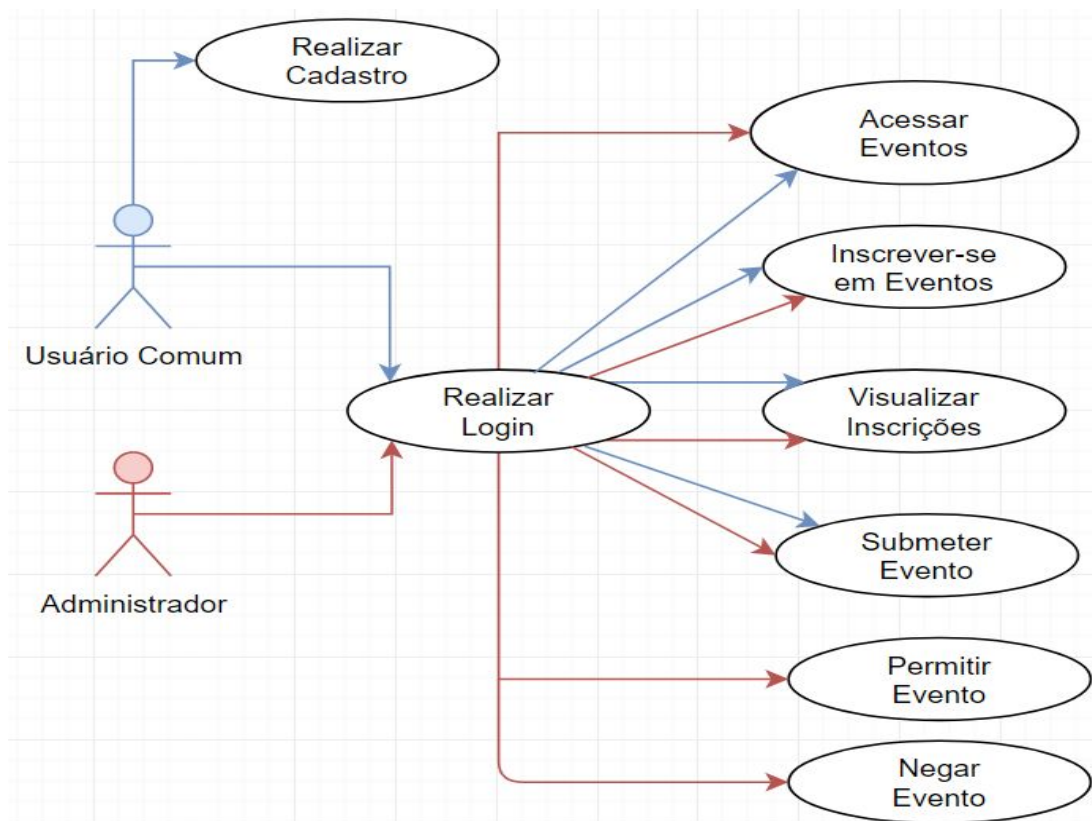 Realizar
Cadastro
Acessar
Eventos
Inscrever-se
em Eventos
Usuário Comum
Realizar
Login
Visualizar
Inscrições
Submeter
Evento
Administrador
Permitir
Evento
Negar
Evento